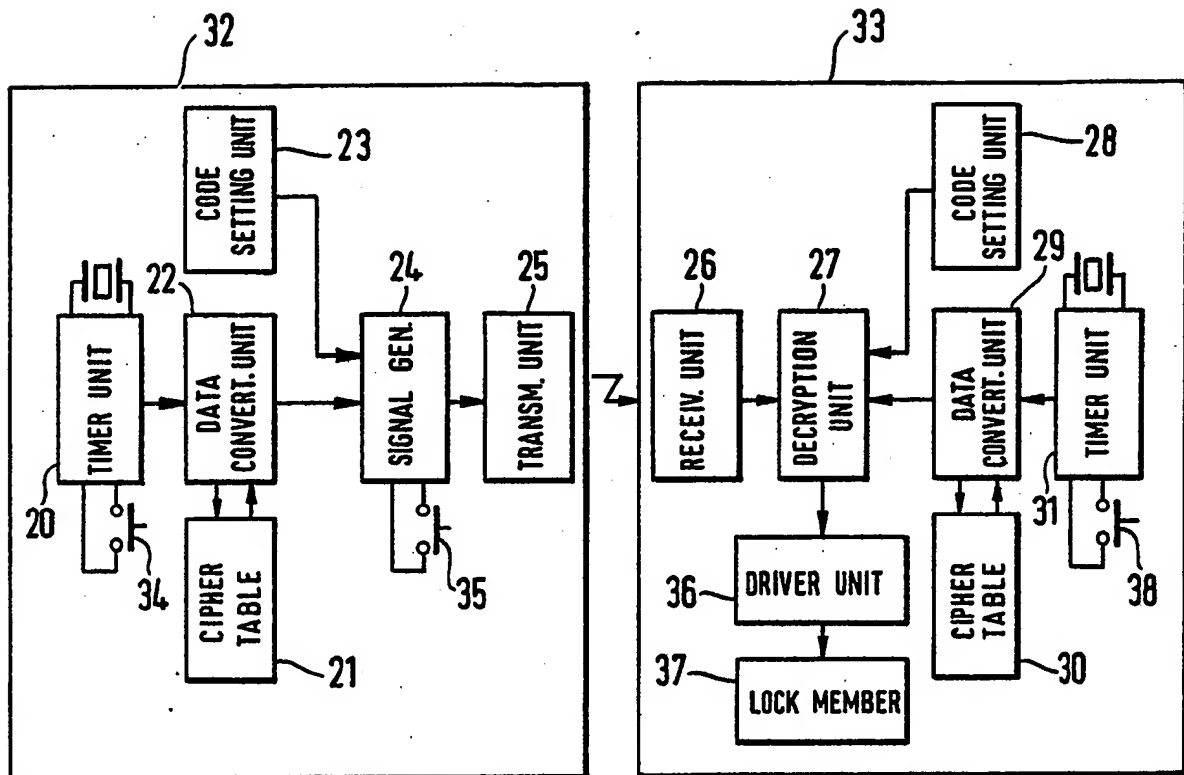 32
33
CODE
SETTING UNIT
23
CODE
SETTING UNIT
28
22
24
25
26
27
29
TIMER UNIT
DATA
CONVERT. UNIT
SIGNAL GEN.
TRANSM. UNIT
RECEIV. UNIT
DECRYPTION
UNIT
DATA
CONVERT. UNIT
TIMER UNIT
20
31
34
CIPHER
TABLE
35
DRIVER UNIT
36
CIPHER
TABLE
38
21
37
LOCK MEMBER
30